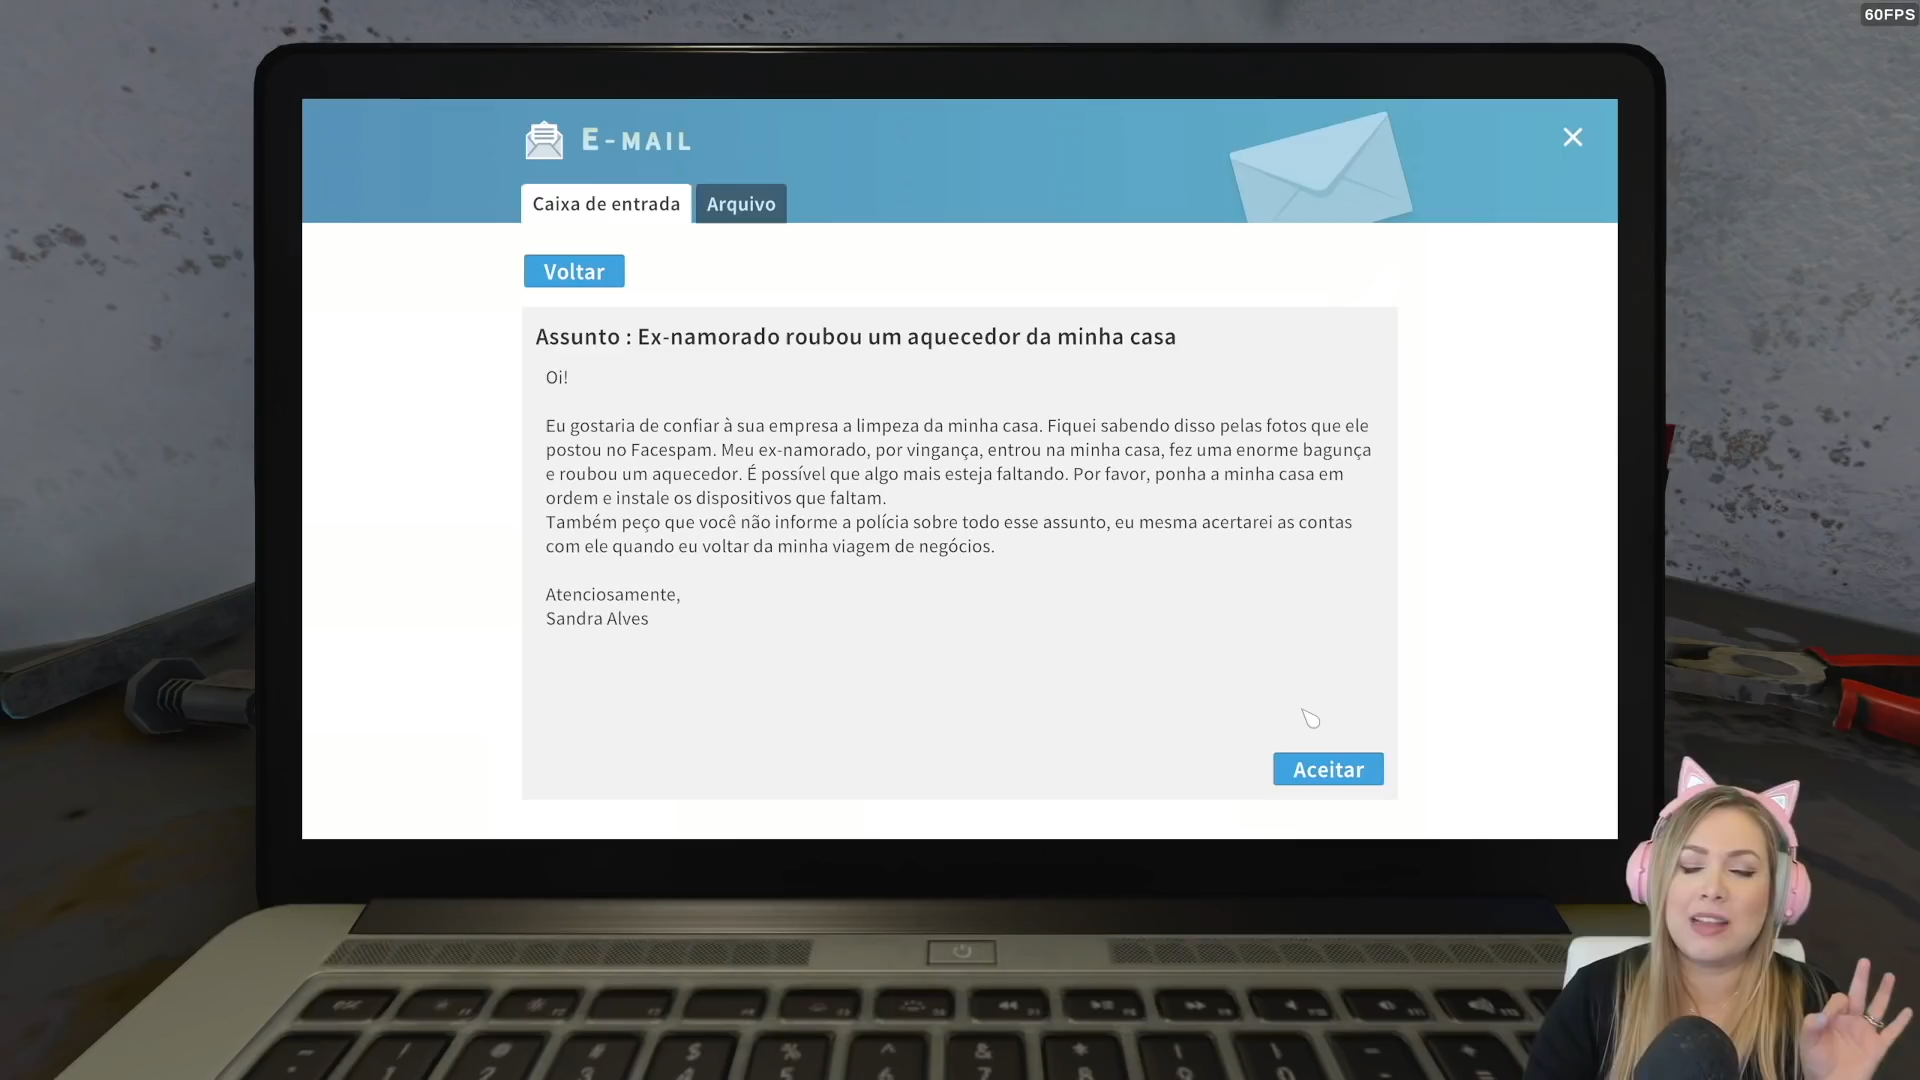 60FPS
E-MAIL
Caixa de entrada
Arquivo
Voltar
Assunto : Ex-namorado roubou um aquecedor da minha casa
Oi!
Eu gostaria de confiar à sua empresa a limpeza da minha casa. Fiquei sabendo disso pelas fotos que ele
postou no Facespam. Meu ex-namorado, por vingança, entrou na minha casa, fez uma enorme bagunça
e roubou um aquecedor. É possível que algo mais esteja faltando. Por favor, ponha a minha casa em
ordem e instale os dispositivos que faltam.
Também peço que você não informe a polícia sobre todo esse assunto, eu mesma acertarei as contas
com ele quando eu voltar da minha viagem de negócios.
Atenciosamente,
Sandra Alves
Aceitar